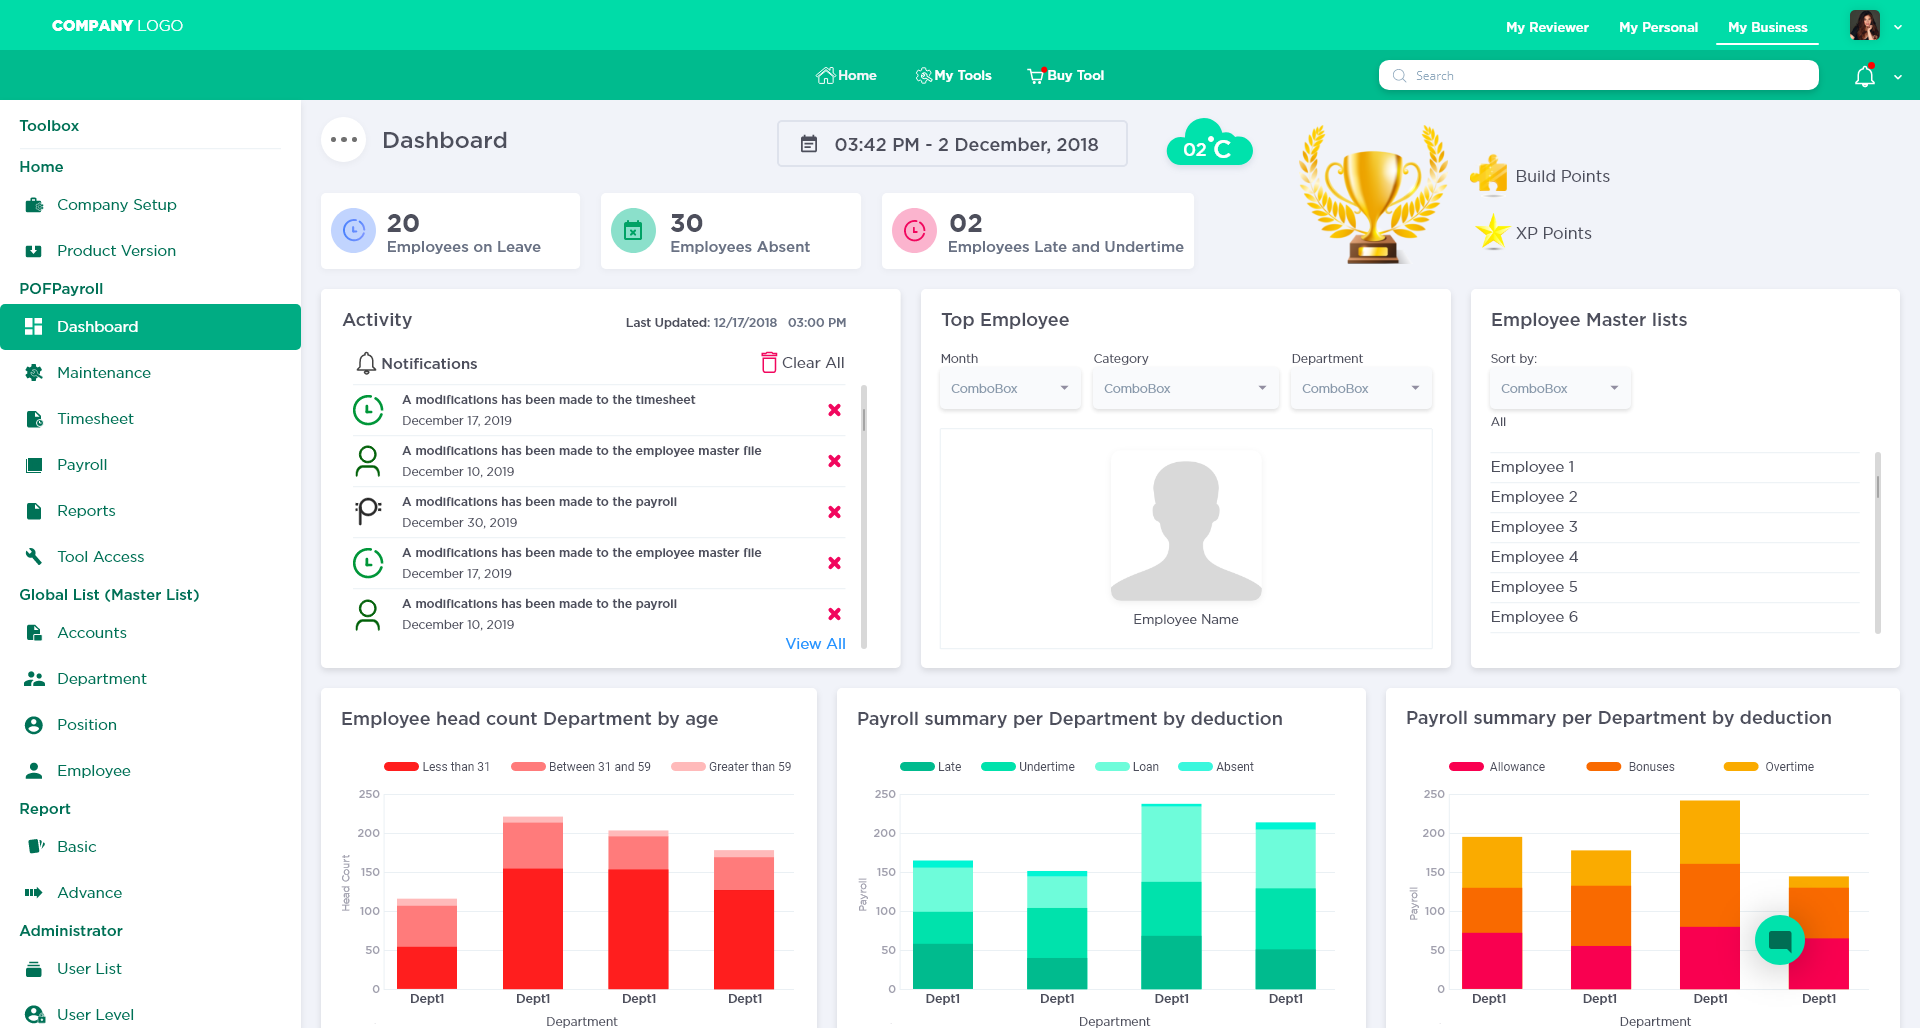 COMPANY LOGO
My Reviewer
My Personal
My Business
Home
My Tools
Buy Tool
Search
Toolbox
Home
Company Setup
Product Version
POFPayroll
Dashboard
Maintenance
Timesheet
Payroll
Reports
Tool Access
Global List (Master List)
Accounts
Department
Position
Employee
Report
Basic
Advance
Administrator
User List
User Level
Dashboard
03:42 PM - 2 December, 2018
02°C
Build Points
XP Points
20
Employees on Leave
30
Employees Absent
02
Employees Late and Undertime
Activity
Last Updated: 12/17/2018 03:00 PM
Notifications
Clear All
A modifications has been made to the timesheet
December 17, 2019
A modifications has been made to the employee master file
December 10, 2019
A modifications has been made to the payroll
December 30, 2019
A modifications has been made to the employee master file
December 17, 2019
A modifications has been made to the payroll
December 10, 2019
View All
Top Employee
Month
Category
Department
ComboBox
ComboBox
ComboBox
Employee Name
Employee Master lists
Sort by:
ComboBox
All
Employee 1
Employee 2
Employee 3
Employee 4
Employee 5
Employee 6
Employee head count Department by age
Less than 31
Between 31 and 59
Greater than 59
250
200
150
100
50
0
Head Court
Dept1
Dept1
Dept1
Dept1
Department
Payroll summary per Department by deduction
Late
Undertime
Loan
Absent
250
200
150
100
50
0
Payroll
Dept1
Dept1
Dept1
Dept1
Department
Payroll summary per Department by deduction
Allowance
Bonuses
Overtime
250
200
150
100
50
0
Payroll
Dept1
Dept1
Dept1
Dept1
Department